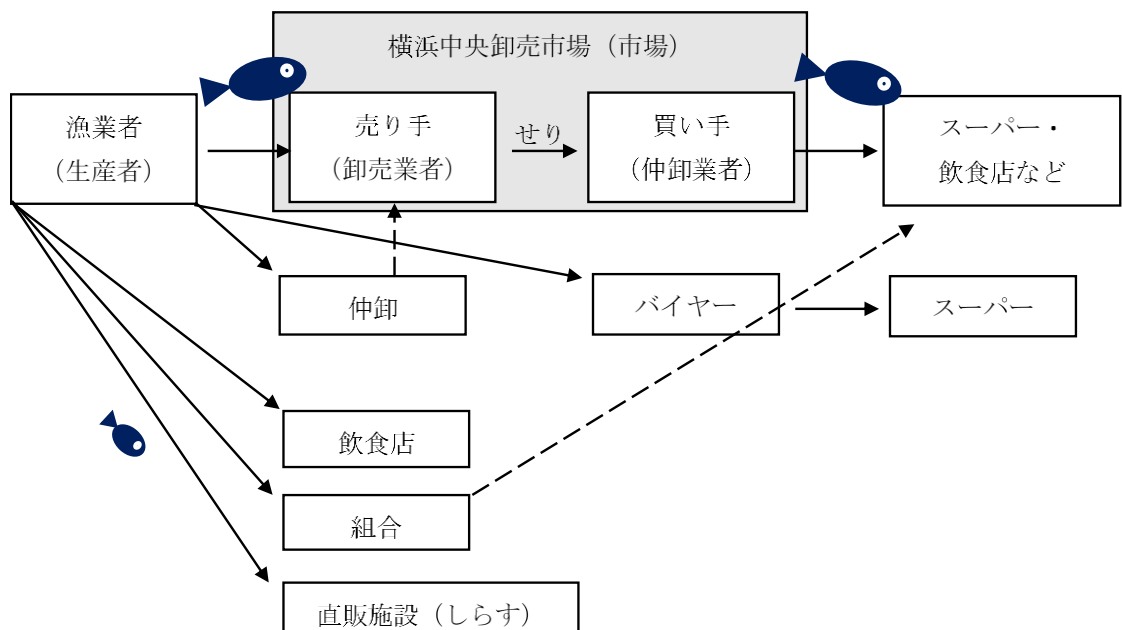 横浜中央卸売市場（市場）
漁業者
（生産者）
売り手
（卸売業者）
せり
買い手
（仲卸業者）
スーパー・
飲食店など
仲卸
バイヤー
スーパー
飲食店
組合
直販施設（しらす）